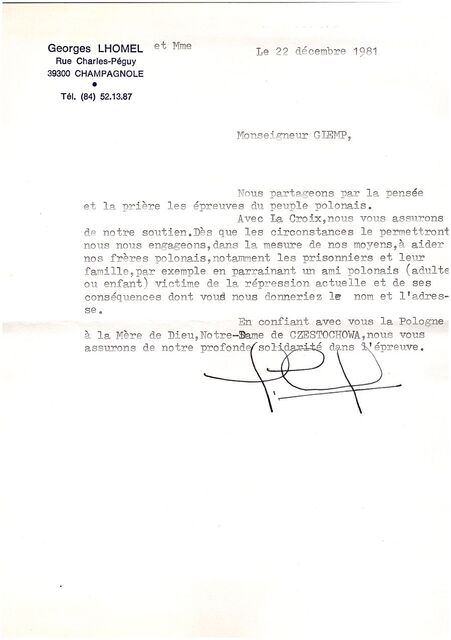 Georges LHOMEL et Mme
Rue Charles-Péguy
39300 CHAMPAGNOLE
•
Tél. (84) 52.13.87
Le 22 décembre 1981
Monseigneur GLEMP,
Nous partageons par la pensée
et la prière les épreuves du peuple polonais.
Avec La Croix,nous vous assurons
de notre soutien.Dès que les circonstances le permettront
nous nous engageons,dans la mesure de nos moyens,à aider
nos frères polonais,notamment les prisonniers et leur
famille,par exemple en parrainant un ami polonais (adulte
ou enfant) victime de la répression actuelle et de ses
conséquences dont vous nous donneriez le nom et l'adres-
se.
En confiant avec vous la Pologne
à la Mère de Dieu,Notre-Dame de CZESTOCHOWA,nous vous
assurons de notre profonde solidarité dans l'épreuve.